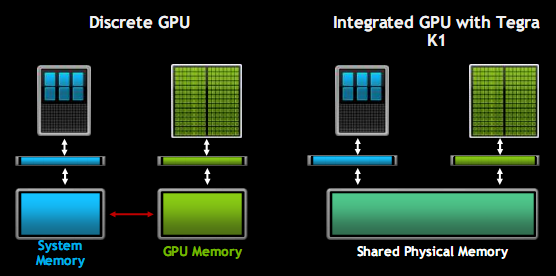 Discrete GPU
Integrated GPU with Tegra
K1
System
Memory
GPU Memory
Shared Physical Memory